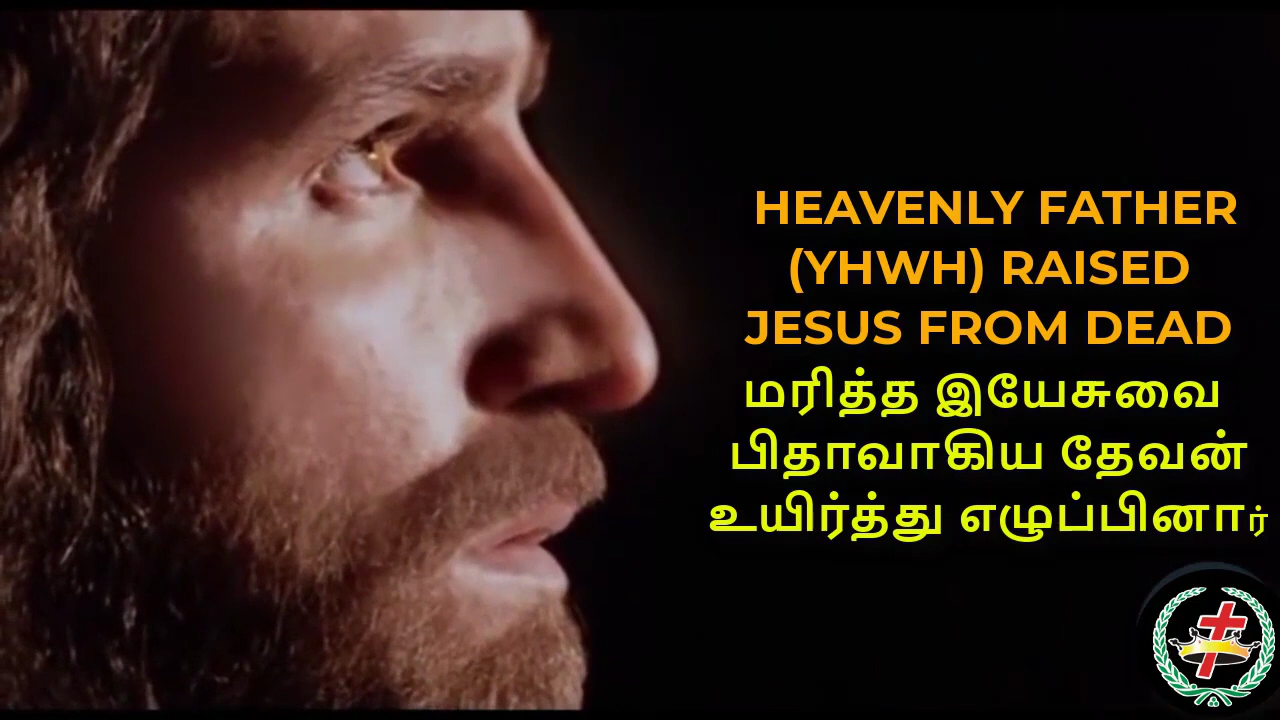 HEAVENLY FATHER
(YHWH) RAISED
JESUS FROM DEAD
மரித்த இயேசுவை
பிதாவாகிய தேவன்
உயிர்த்து எழுப்பினார்